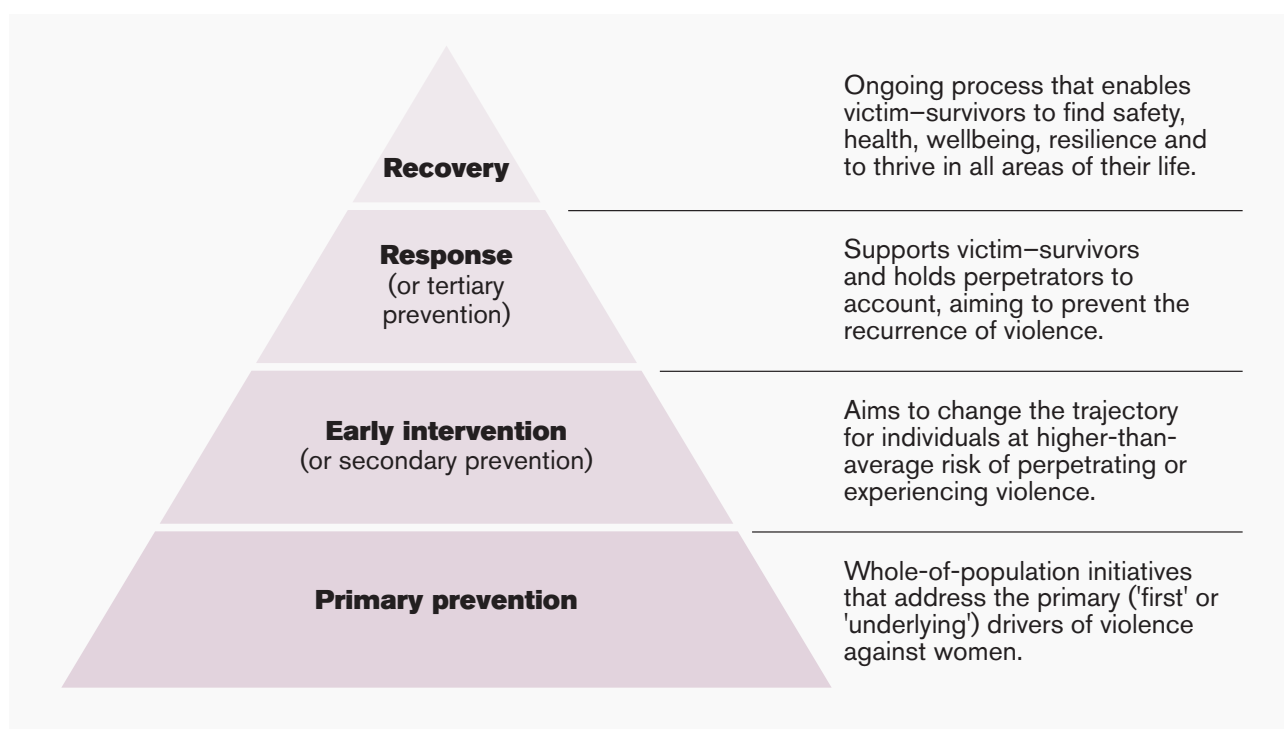 Recovery
Ongoing process that enables
victim–survivors to find safety,
health, wellbeing, resilience and
to thrive in all areas of their life.
Response
(or tertiary
prevention)
Supports victim–survivors
and holds perpetrators to
account, aiming to prevent the
recurrence of violence.
Early intervention
(or secondary prevention)
Aims to change the trajectory
for individuals at higher-than-
average risk of perpetrating or
experiencing violence.
Primary prevention
Whole-of-population initiatives
that address the primary ('first' or
'underlying') drivers of violence
against women.